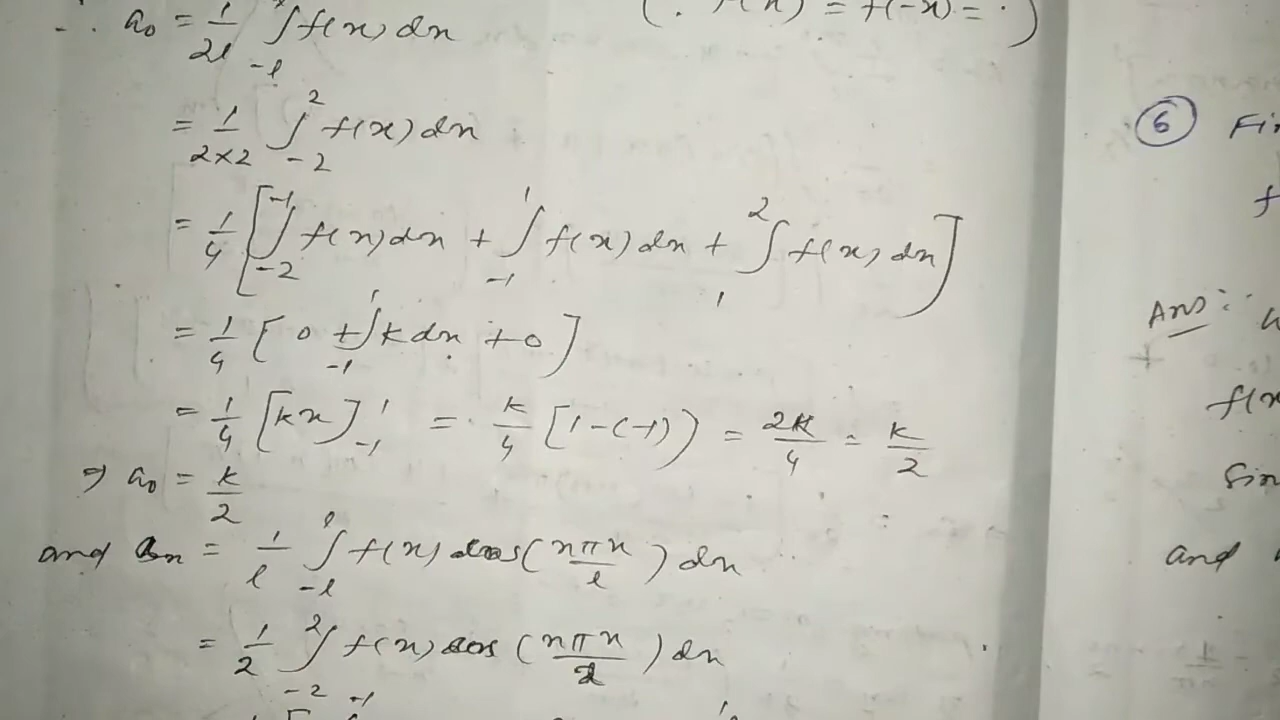 ∴ a₀ = 1/2l ∫_{-l} f(x) dx
= 1/(2×2) ∫_{-2}^{2} f(x) dx
= 1/4 [∫_{-2}^{-1} f(x) dx + ∫_{-1}^{1} f(x) dx + ∫_{1}^{2} f(x) dx]
= 1/4 [0 + ∫_{-1}^{1} k dx + 0]
= 1/4 [kx]_{-1}^{1} = k/4 [1-(-1)) = 2k/4 = k/2
⇒ a₀ = k/2
and aₙ = 1/l ∫_{-l}^{l} f(x) cos(nπx/l) dx
= 1/2 ∫_{-2}^{2} f(x) cos(nπx/2) dx
6
Ans:
f(x
and